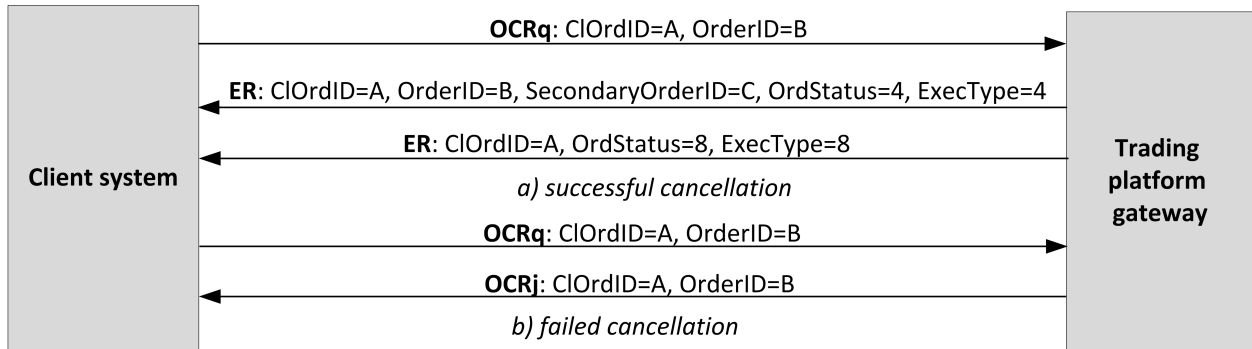 OCRq: ClOrdID=A, OrderID=B
ER: ClOrdID=A, OrderID=B, SecondaryOrderID=C, OrdStatus=4, ExecType=4
ER: ClOrdID=A, OrdStatus=8, ExecType=8
a) successful cancellation
Client system
Trading
platform
gateway
OCRq: ClOrdID=A, OrderID=B
OCRj: ClOrdID=A, OrderID=B
b) failed cancellation